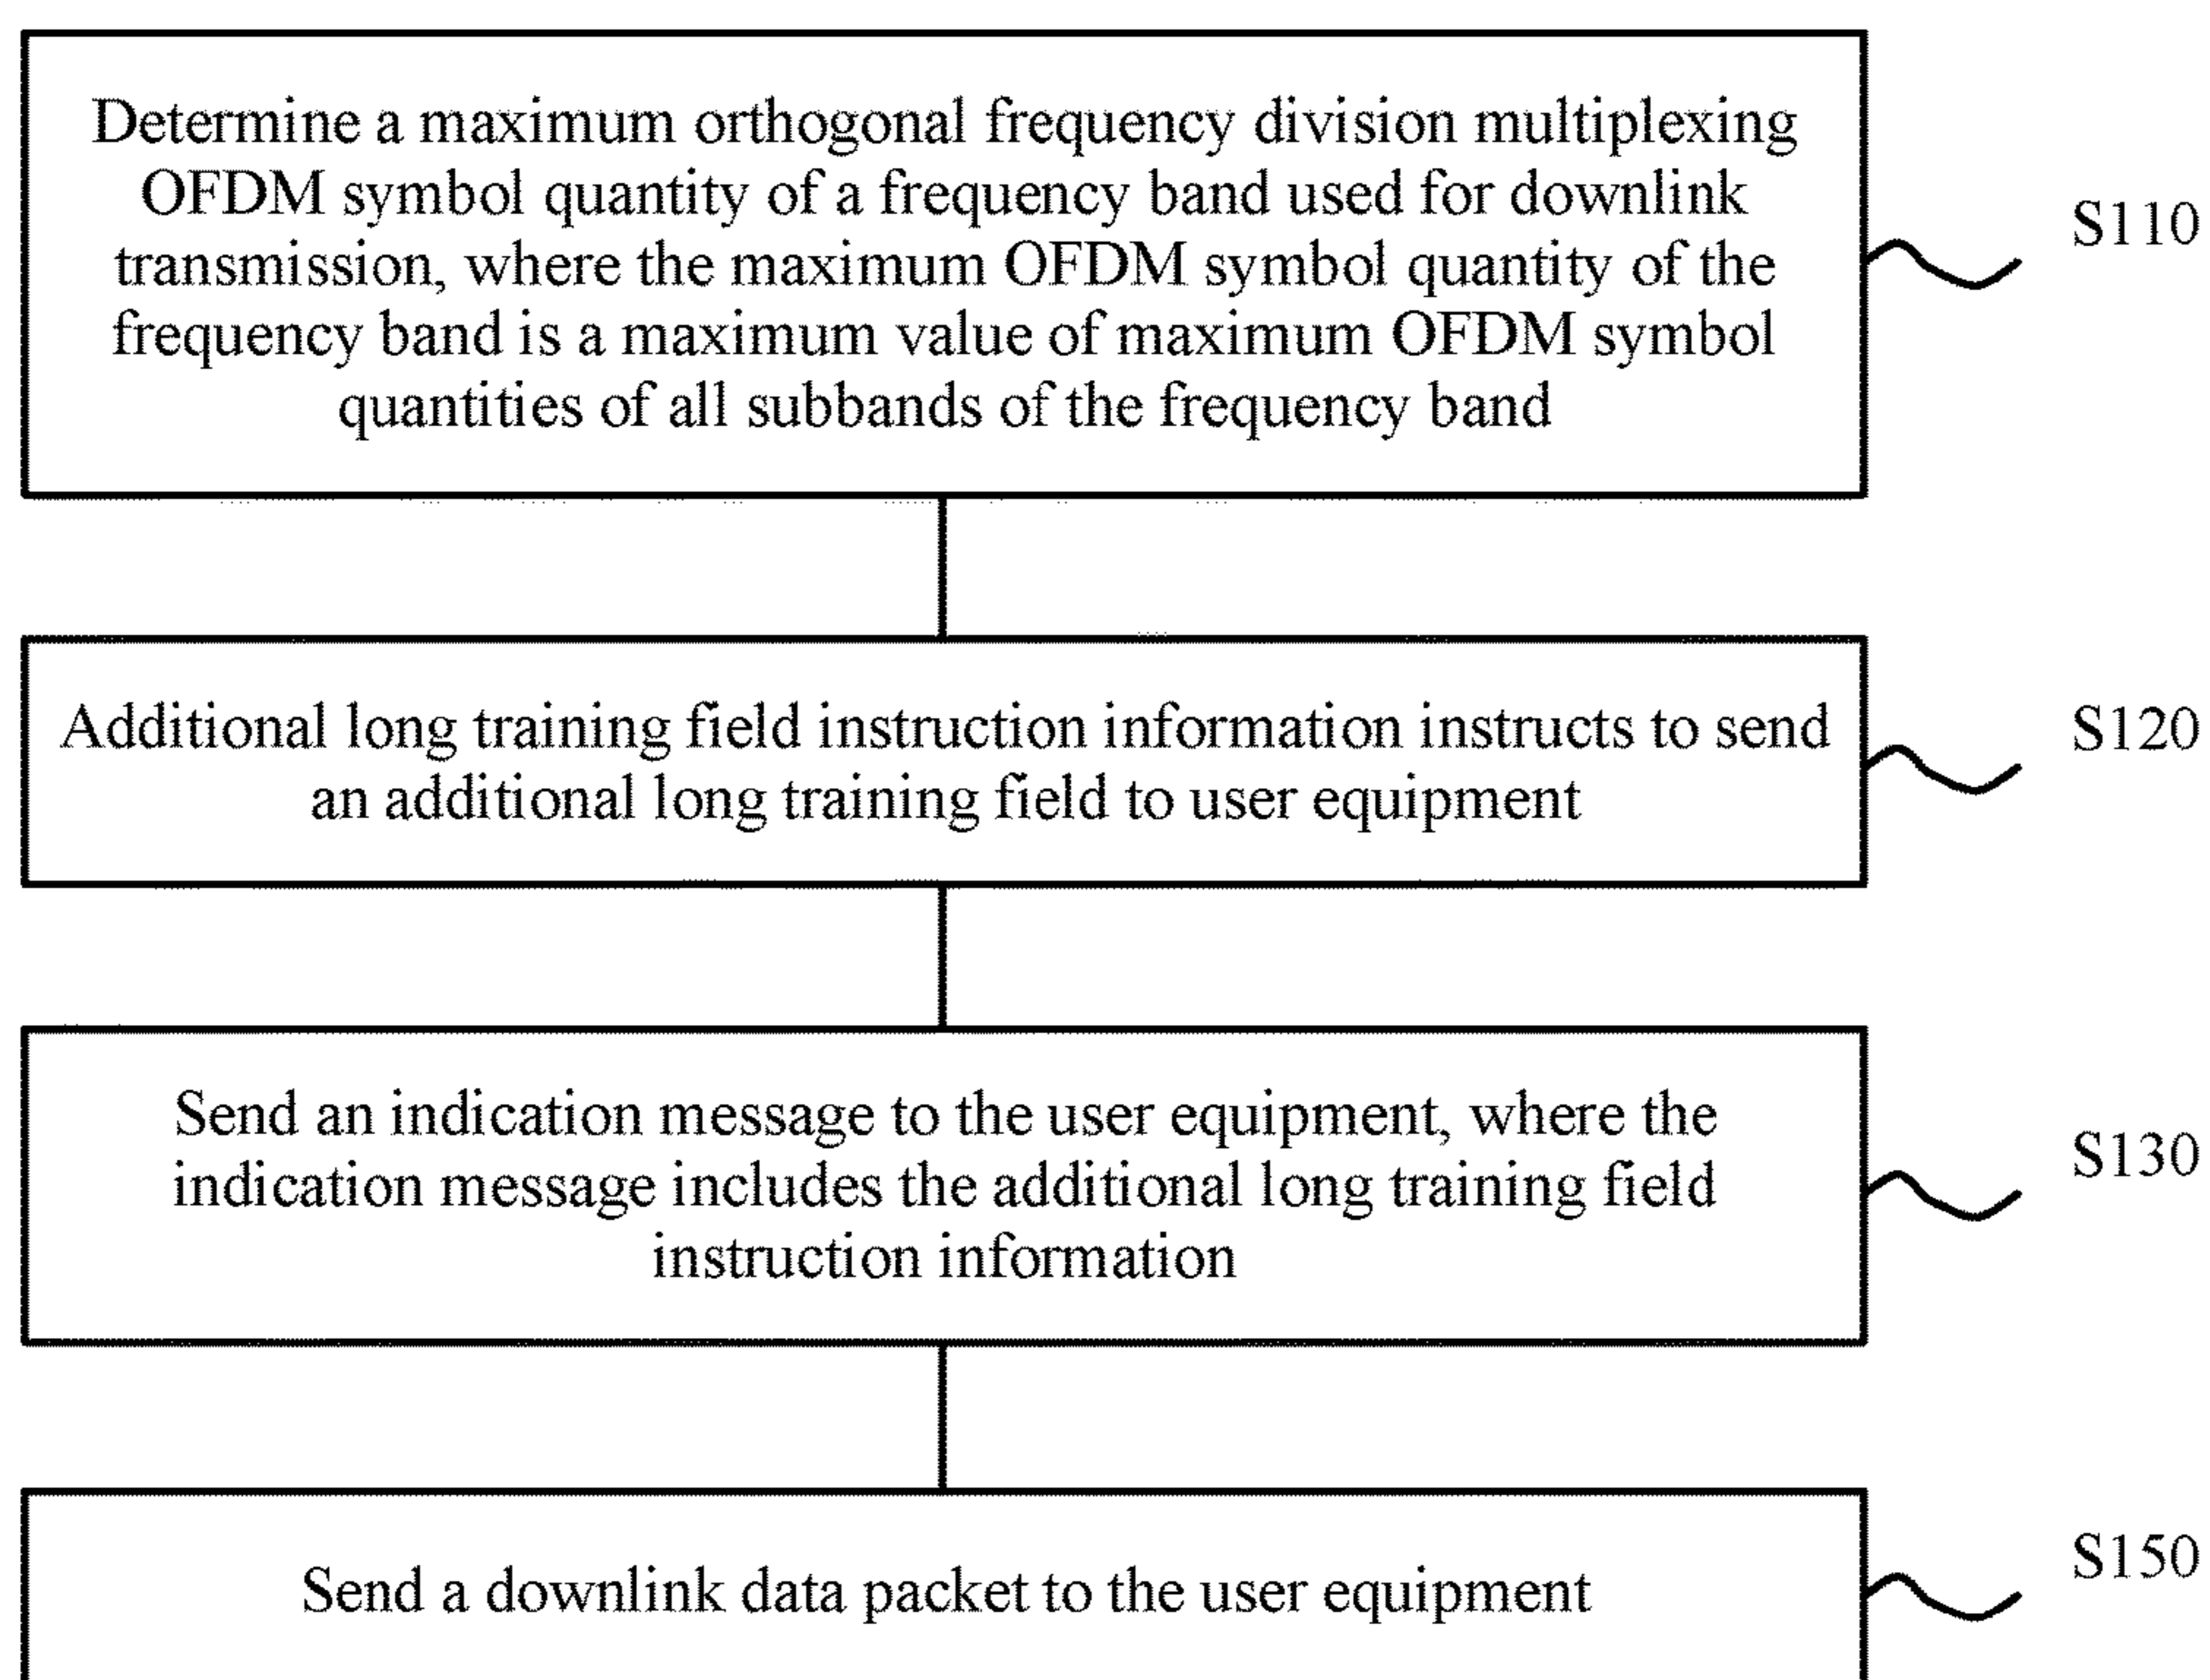 Determine a maximum orthogonal frequency division multiplexing
OFDM symbol quantity of a frequency band used for downlink
transmission, where the maximum OFDM symbol quantity of the
frequency band is a maximum value of maximum OFDM symbol
quantities of all subbands of the frequency band
S110
Additional long training field instruction information instructs to send
an additional long training field to user equipment
S120
Send an indication message to the user equipment, where the
indication message includes the additional long training field
instruction information
S130
Send a downlink data packet to the user equipment
S150